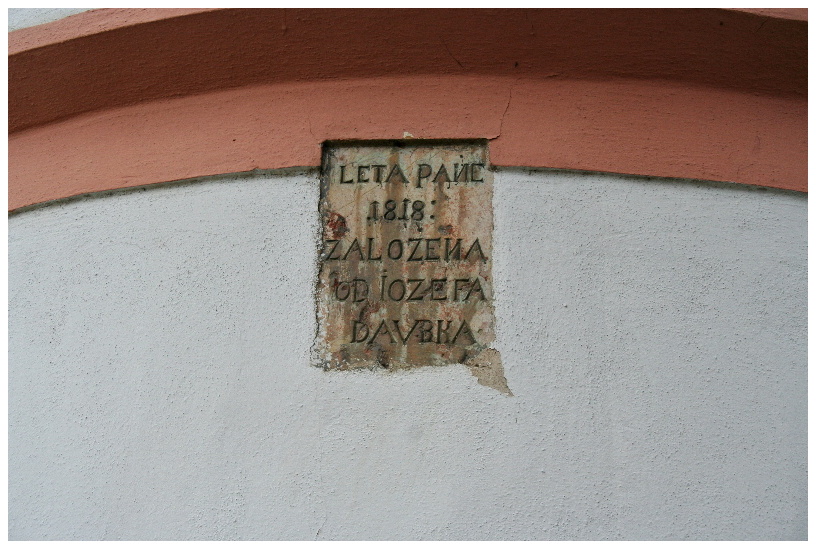 LETA PANE
1818:
ZALOZENA
OD IOZEFA
DAUBKA